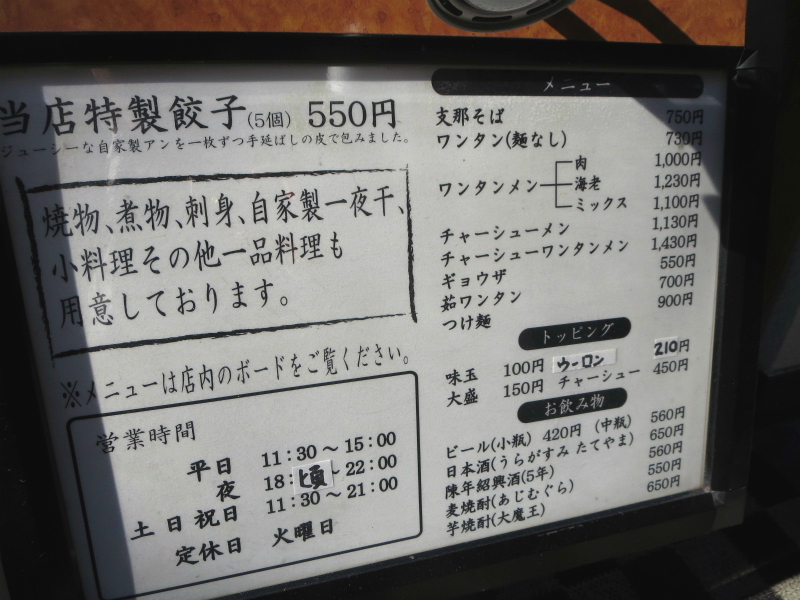 当店特製餃子(5個) 550円
ジューシーな自家製アンを一枚ずつ手延ばしの皮で包みました。
焼物、煮物、刺身、自家製一夜干、
小料理その他一品料理も
用意しております。
※メニューは店内のボードをご覧ください。
営業時間
平日 11:30～15:00
夜 18:頃～22:00
土日祝日 11:30～21:00
定休日 火曜日
メニュー
支那そば 750円
ワンタン(麺なし) 730円
ワンタンメン 肉 1,000円
海老 1,230円
ミックス 1,100円
チャーシューメン 1,130円
チャーシューワンタンメン 1,430円
ギョウザ 550円
茹ワンタン 700円
つけ麺 900円
トッピング
味玉 100円 ウーロン 210円
大盛 150円 チャーシュー 450円
お飲み物
ビール(小瓶) 420円 (中瓶) 560円
日本酒(うらがすみ たてやま) 650円
陳年紹興酒(5年) 560円
麦焼酎(あじむぐら) 550円
芋焼酎(大魔王) 650円